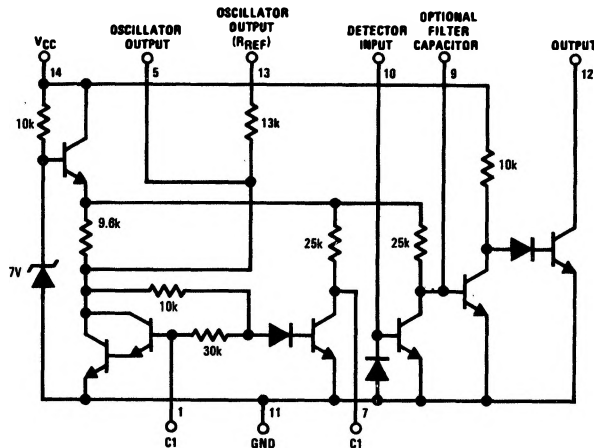 OSCILLATOR
OUTPUT
(RREF)
OPTIONAL
FILTER
CAPACITOR
OSCILLATOR
OUTPUT
DETECTOR
INPUT
VCC
OUTPUT
14
5
13
10
9
12
10k
13k
10k
9.6k
25k
25k
7V
10k
30k
1
11
7
C1
GND
C1